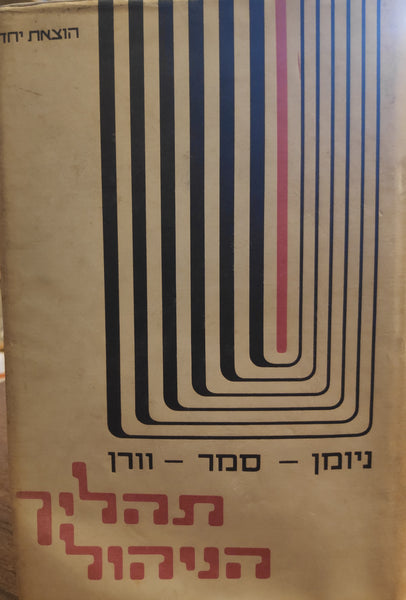 הוצאת יחד
ניומן – סמר – וורן
תהליך
הניהול